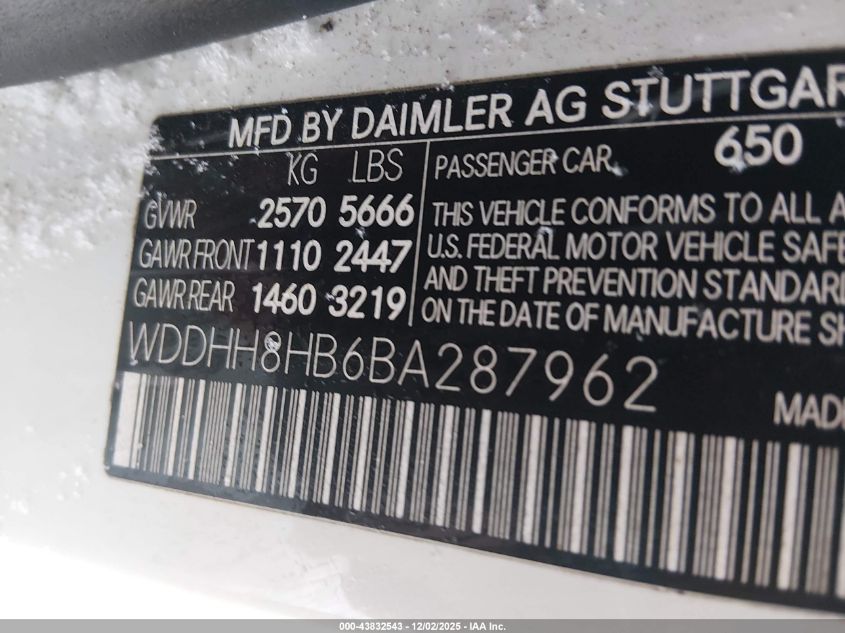 MFD BY DAIMLER AG STUTTGAR
KG LBS
GVWR 2570 5666
GAWR FRONT 1110 2447
GAWR REAR 1460 3219
PASSENGER CAR 650
THIS VEHICLE CONFORMS TO ALL A
U.S. FEDERAL MOTOR VEHICLE SAFE
AND THEFT PREVENTION STANDARD
ON THE DATE OF MANUFACTURE SH
WDDHH8HB6BA287962
MADE
000-43832543 - 12/02/2025 - IAA Inc.